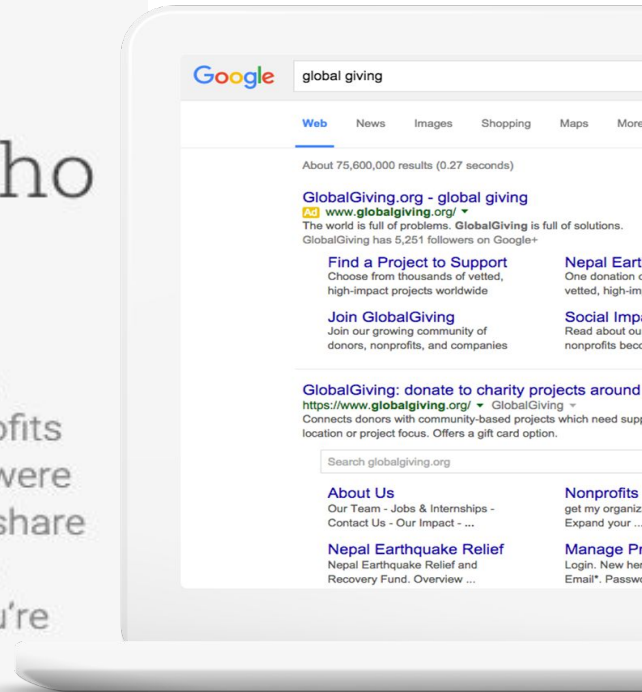 ho
ofits
were
share
u're
Google
global giving
Web News Images Shopping Maps More
About 75,600,000 results (0.27 seconds)
GlobalGiving.org - global giving
Ad www.globalgiving.org/
The world is full of problems. GlobalGiving is full of solutions.
GlobalGiving has 5,251 followers on Google+
Find a Project to Support
Choose from thousands of vetted,
high-impact projects worldwide
Nepal Eart
One donation
vetted, high-im
Join GlobalGiving
Join our growing community of
donors, nonprofits, and companies
Social Impa
Read about ou
nonprofits beco
GlobalGiving: donate to charity projects around
https://www.globalgiving.org/ GlobalGiving
Connects donors with community-based projects which need supp
location or project focus. Offers a gift card option.
Search globalgiving.org
About Us
Our Team - Jobs & Internships -
Contact Us - Our Impact - ...
Nonprofits
get my organiz
Expand your ...
Nepal Earthquake Relief
Nepal Earthquake Relief and
Recovery Fund. Overview ...
Manage Pr
Login. New her
Email*. Passwo